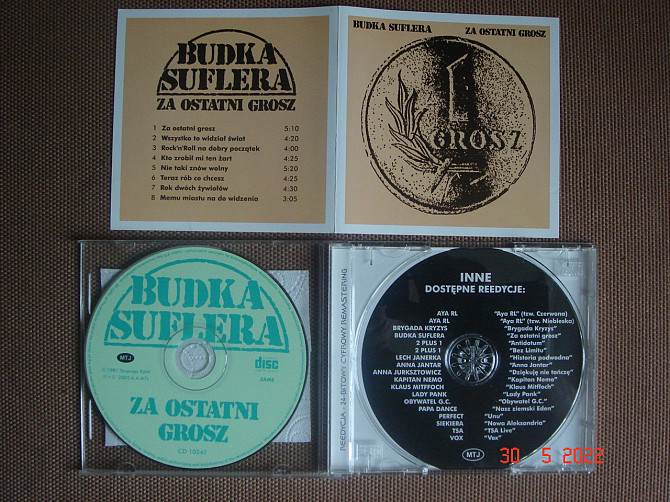 BUDKA
SUFLERA
ZA OSTATNI GROSZ
1 Za ostatni grosz 5:10
2 Wszystko to widział świat 4:20
3 Rock'n'Roll na dobry początek 4:00
4 Kto zrobił mi ten żart 4:25
5 Nie taki znów wolny 5:20
6 Teraz rób co chcesz 4:25
7 Rok dwóch żywiołów 4:30
8 Memu miastu na do widzenia 3:05
BUDKA SUFLERA ZA OSTATNI GROSZ
1
GROSZ
BUDKA
SUFLERA
MTJ
disc
ZA OSTATNI
GROSZ
CD 10247
REEDYCJA - 24-BITOWY CYFROWY REMASTERING
INNE
DOSTĘPNE REEDYCJE:
AYA RL "Aya RL" (tzw. Czerwona)
AYA RL "Aya RL" (tzw. Niebieska)
BRYGADA KRYZYS "Brygada Kryzys"
BUDKA SUFLERA "Za ostatni grosz"
2 PLUS 1 "Antidotum"
2 PLUS 1 "Bez Limitu"
LECH JANERKA "Historia podwodna"
ANNA JANTAR "Anna Jantar"
ANNA JURKSZTOWICZ "Dziękuję nie tańczę"
KAPITAN NEMO "Kapitan Nemo"
KLAUS MITFFOCH "Klaus Mitffoch"
LADY PANK "Lady Pank"
OBYWATEL G.C. "Obywatel G.C."
PAPA DANCE "Nasz ziemski Eden"
PERFECT "Unu"
SIEKIERA "Nowa Aleksandria"
TSA "TSA Live"
VOX "Vox"
MTJ
30 5 2022